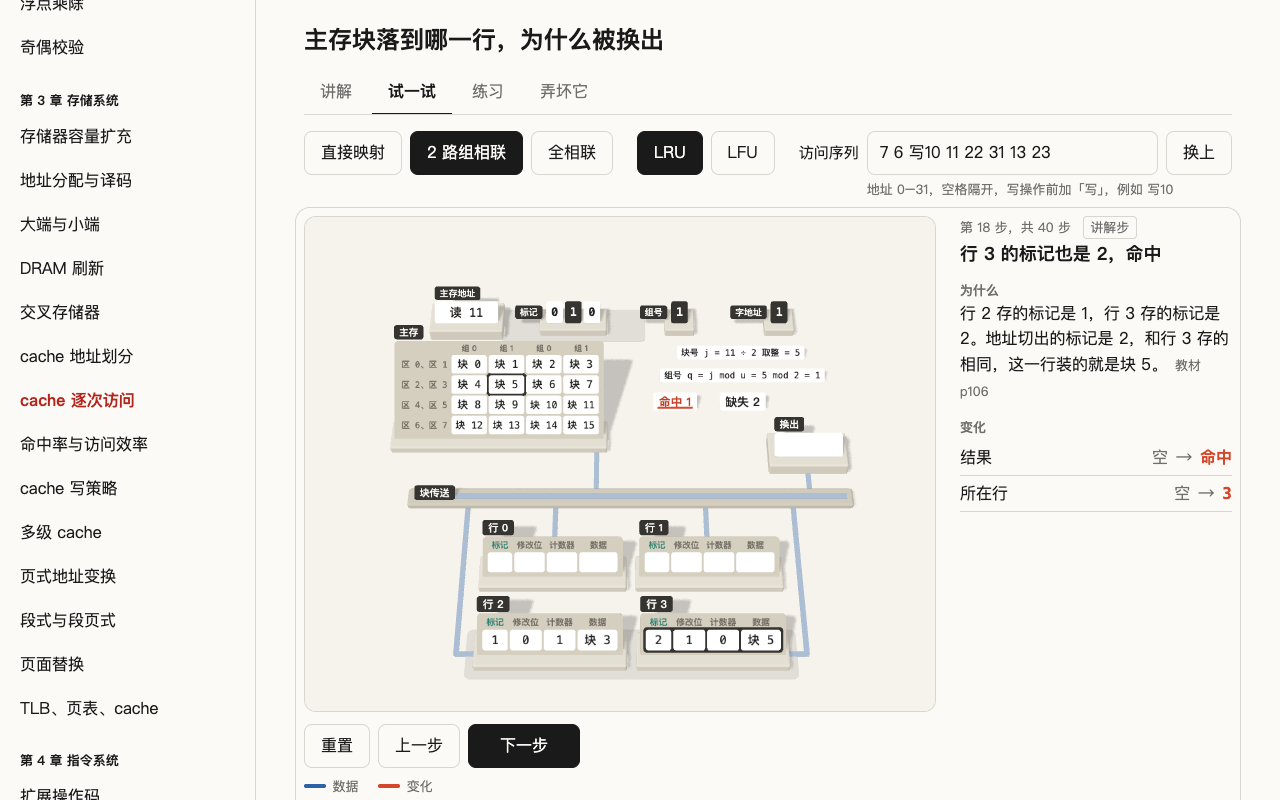 浮点乘除
奇偶校验
第 3 章 存储系统
存储器容量扩充
地址分配与译码
大端与小端
DRAM 刷新
交叉存储器
cache 地址划分
cache 逐次访问
命中率与访问效率
cache 写策略
多级 cache
页式地址变换
段式与段页式
页面替换
TLB、页表、cache
第 4 章 指令系统
扩展操作码
主存块落到哪一行，为什么被换出
讲解 试一试 练习 弄坏它
直接映射 2 路组相联 全相联 LRU LFU 访问序列 7 6 写10 11 22 31 13 23 换上
地址 0—31，空格隔开，写操作前加「写」，例如 写10
主存地址
读 11 标记 0 1 0 组号 1 字地址 1
主存
组 0 组 1 组 0 组 1
区 0、区 1 块 0 块 1 块 2 块 3
区 2、区 3 块 4 块 5 块 6 块 7
区 4、区 5 块 8 块 9 块 10 块 11
区 6、区 7 块 12 块 13 块 14 块 15
块号 j = 11 ÷ 2 取整 = 5
组号 q = j mod u = 5 mod 2 = 1
命中 1 缺失 2
换出
块传送
行 0 行 1
标记 修改位 计数器 数据 标记 修改位 计数器 数据
行 2 行 3
标记 修改位 计数器 数据 标记 修改位 计数器 数据
1 0 1 块 3 2 1 0 块 5
重置 上一步 下一步
数据 变化
第 18 步，共 40 步 讲解步
行 3 的标记也是 2，命中
为什么
行 2 存的标记是 1，行 3 存的标记是
2。地址切出的标记是 2，和行 3 存的
相同，这一行装的就是块 5。 教材
p106
变化
结果 空 → 命中
所在行 空 → 3